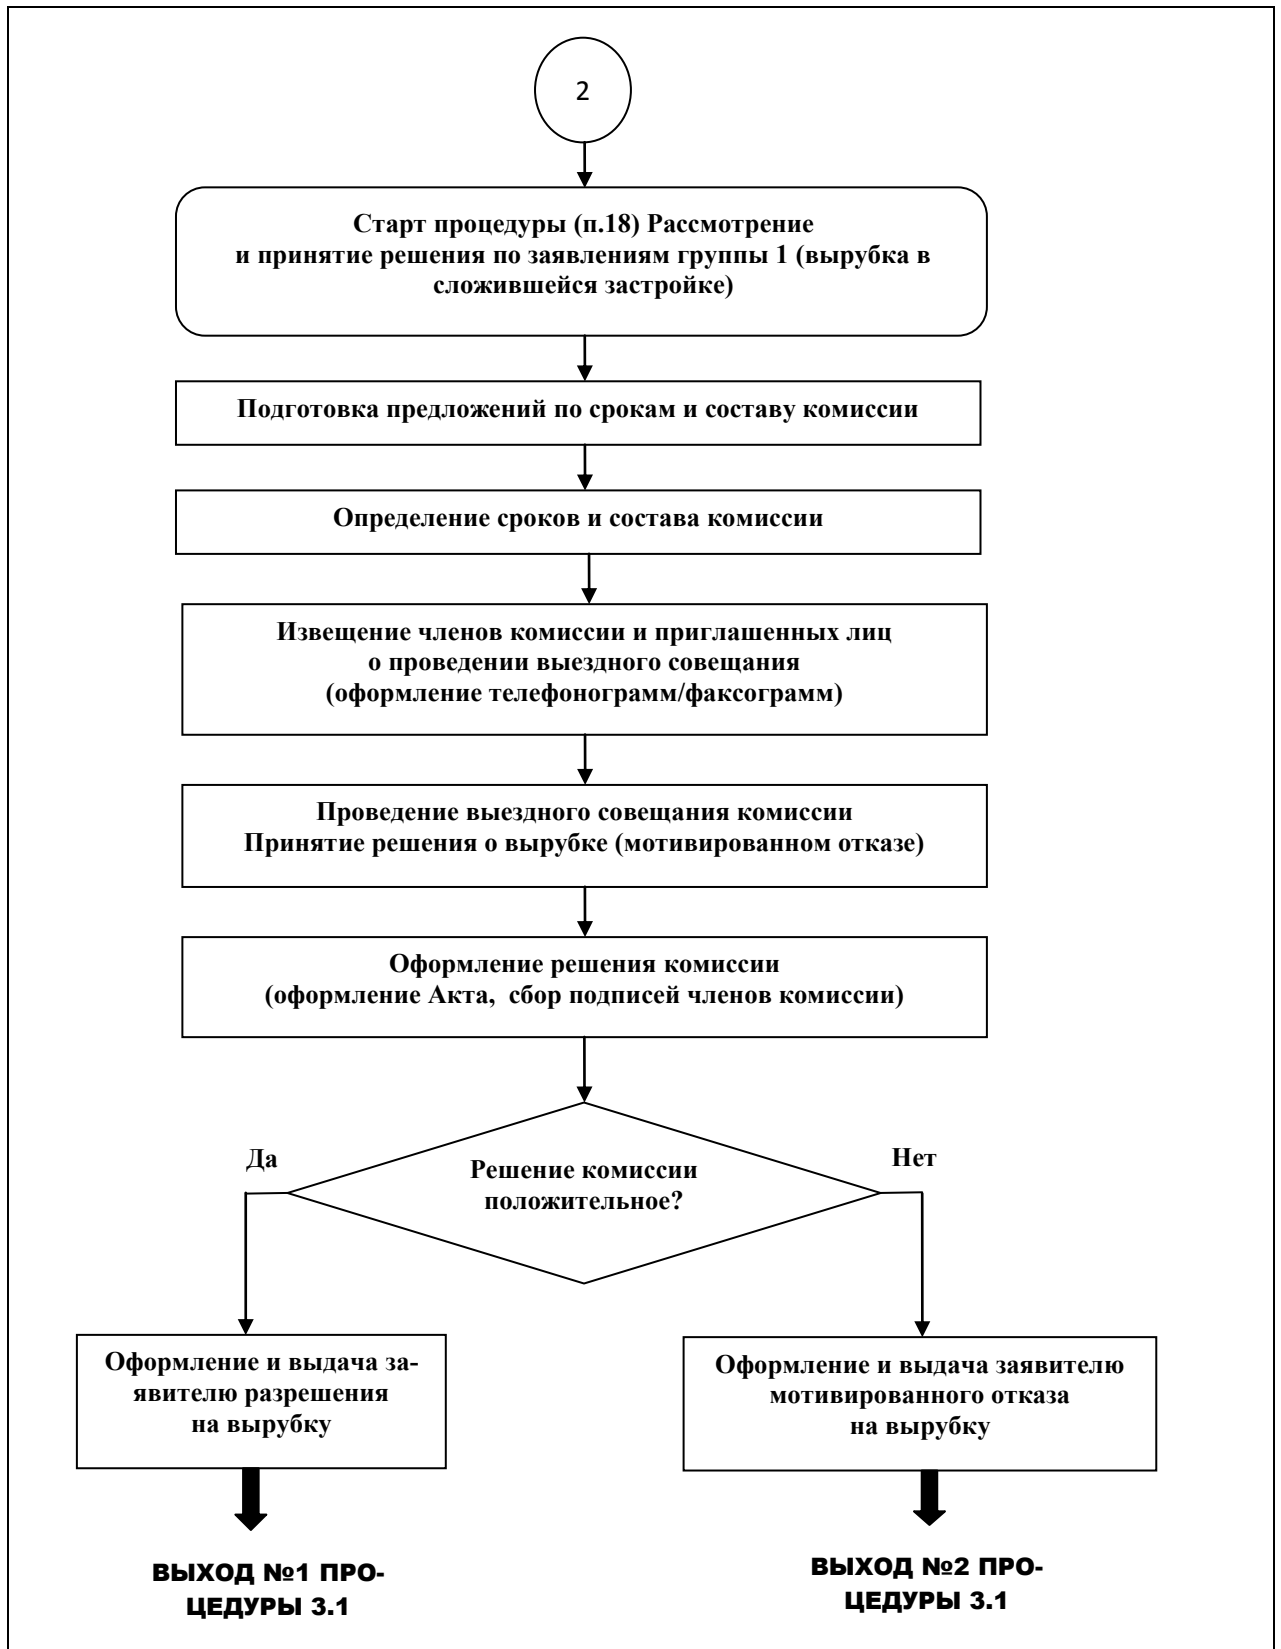 2
Старт процедуры (п.18) Рассмотрение
и принятие решения по заявлениям группы 1 (вырубка в
сложившейся застройке)
Подготовка предложений по срокам и составу комиссии
Определение сроков и состава комиссии
Извещение членов комиссии и приглашенных лиц
о проведении выездного совещания
(оформление телефонограмм/факсограмм)
Проведение выездного совещания комиссии
Принятие решения о вырубке (мотивированном отказе)
Оформление решения комиссии
(оформление Акта, сбор подписей членов комиссии)
Решение комиссии
положительное?
Да
Нет
Оформление и выдача за-
явителю разрешения
на вырубку
Оформление и выдача заявителю
мотивированного отказа
на вырубку
ВЫХОД №1 ПРО-
ЦЕДУРЫ 3.1
ВЫХОД №2 ПРО-
ЦЕДУРЫ 3.1